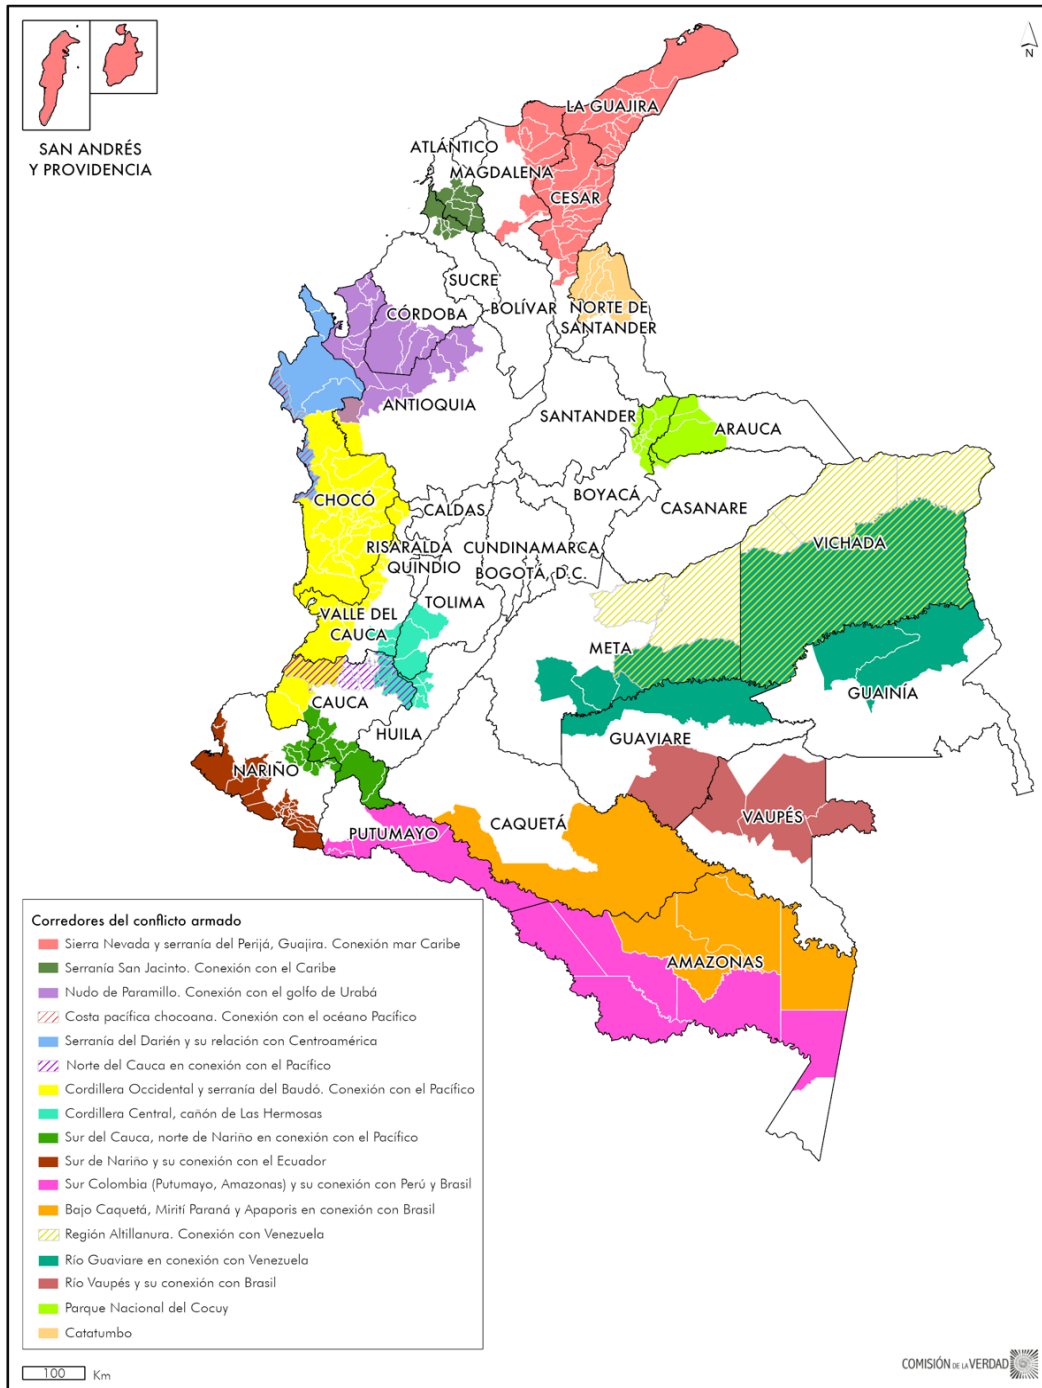 N
SAN ANDRÉS
Y PROVIDENCIA
LA GUAJIRA
ATLÁNTICO
MAGDALENA
CESAR
SUCRE
BOLÍVAR
CÓRDOBA
NORTE DE
SANTANDER
ANTIOQUIA
SANTANDER
ARAUCA
CHOCÓ
BOYACÁ
CASANARE
CALDAS
VICHADA
RISARALDA
CUNDINAMARCA
QUINDIO
BOGOTÁ, D.C.
TOLIMA
VALLE DEL
CAUCA
META
GUAINÍA
CAUCA
HUILA
GUAVIARE
NARIÑO
VAUPÉS
PUTUMAYO
CAQUETÁ
AMAZONAS
Corredores del conflicto armado
Sierra Nevada y serranía del Perijá, Guajira. Conexión mar Caribe
Serranía San Jacinto. Conexión con el Caribe
Nudo de Paramillo. Conexión con el golfo de Urabá
Costa pacífica chocoana. Conexión con el océano Pacífico
Serranía del Darién y su relación con Centroamérica
Norte del Cauca en conexión con el Pacífico
Cordillera Occidental y serranía del Baudó. Conexión con el Pacífico
Cordillera Central, cañón de Las Hermosas
Sur del Cauca, norte de Nariño en conexión con el Pacífico
Sur de Nariño y su conexión con el Ecuador
Sur Colombia (Putumayo, Amazonas) y su conexión con Perú y Brasil
Bajo Caquetá, Mirití Paraná y Apaporis en conexión con Brasil
Región Altillanura. Conexión con Venezuela
Río Guaviare en conexión con Venezuela
Río Vaupés y su conexión con Brasil
Parque Nacional del Cocuy
Catatumbo
100 Km
COMISIÓN DE LA VERDAD